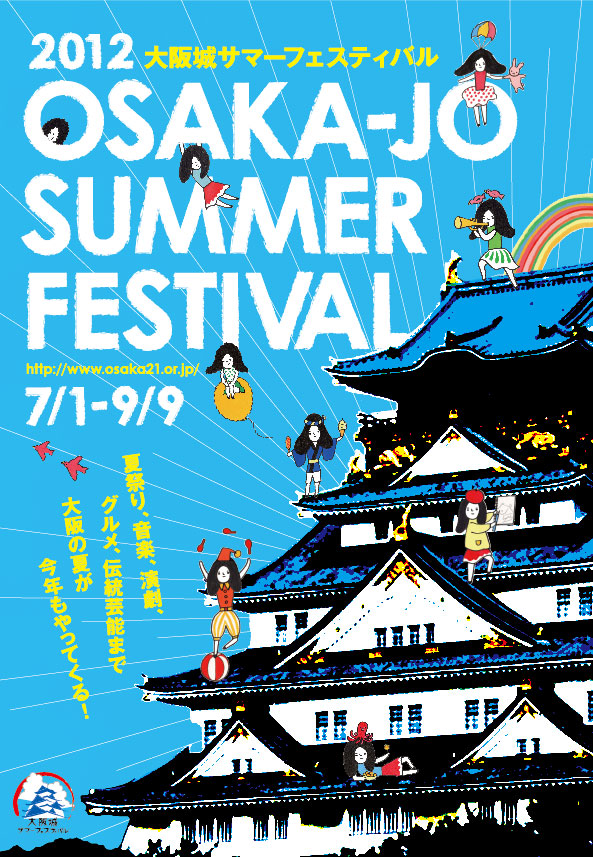 2012 大阪城サマーフェスティバル
OSAKA-JO
SUMMER
FESTIVAL
http://www.osaka21.or.jp/
7/1-9/9
夏祭り、音楽、演劇、
グルメ、伝統芸能まで
大阪の夏が
今年もやってくる！
大阪城
サマーフェスティバル